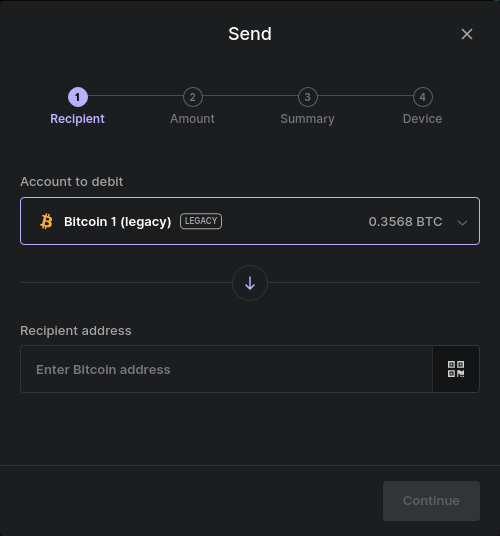 Send
1 2 3 4
Recipient Amount Summary Device
Account to debit
Bitcoin 1 (legacy) LEGACY 0.3568 BTC
Recipient address
Enter Bitcoin address
Continue